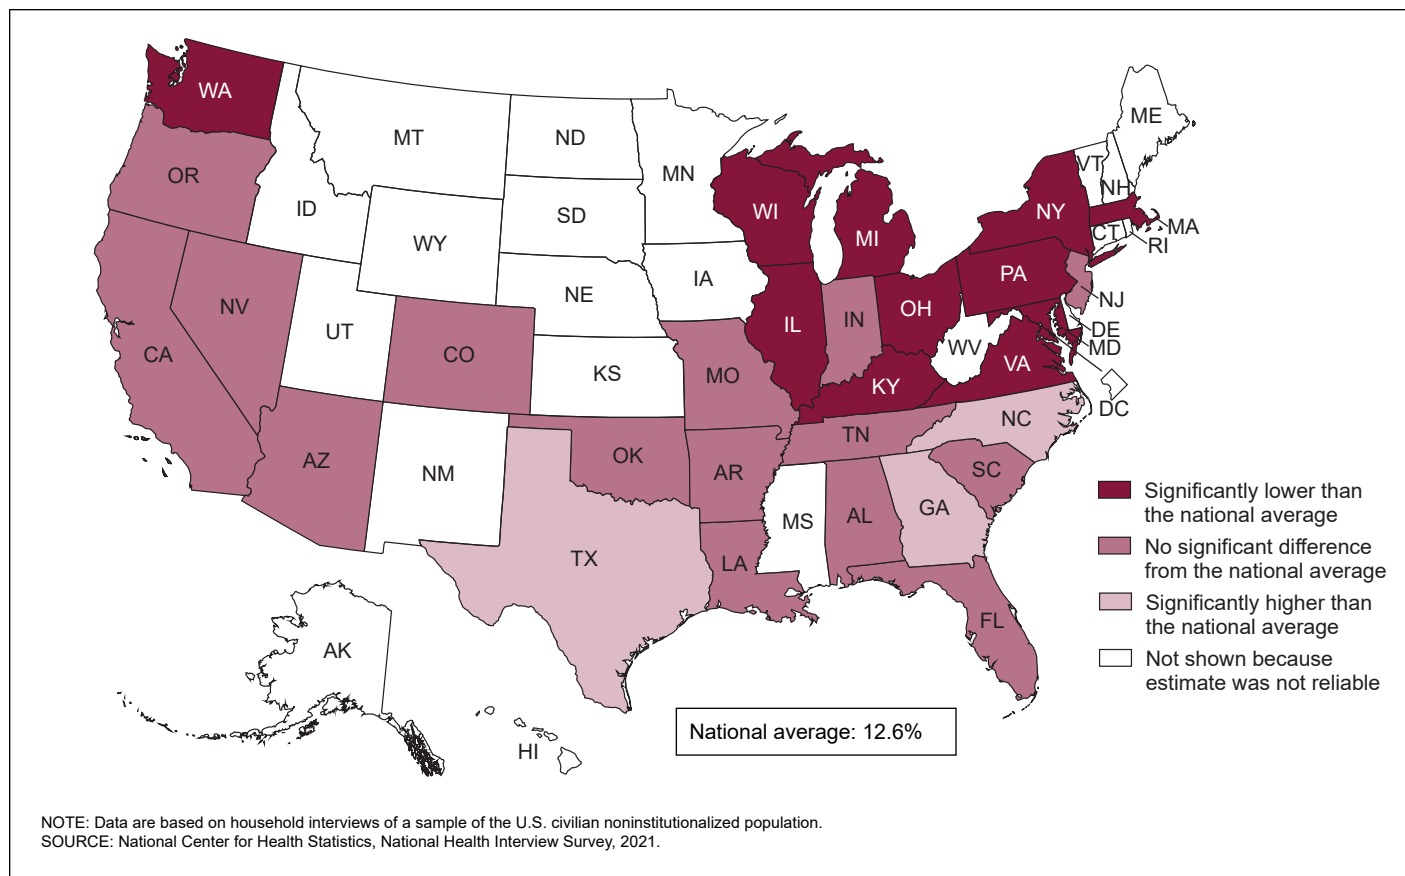 WA
MT
ND
MN
ME
VT
NH
OR
ID
SD
WI
NY
MA
WY
MI
CT
RI
IA
PA
NE
NJ
NV
UT
CO
IL
IN
OH
DE
MD
CA
KS
MO
WV
VA
KY
DC
NC
TN
AZ
NM
OK
AR
SC
MS
AL
GA
TX
LA
FL
AK
HI
Significantly lower than
the national average
No significant difference
from the national average
Significantly higher than
the national average
Not shown because
estimate was not reliable
National average: 12.6%
NOTE: Data are based on household interviews of a sample of the U.S. civilian noninstitutionalized population.
SOURCE: National Center for Health Statistics, National Health Interview Survey, 2021.